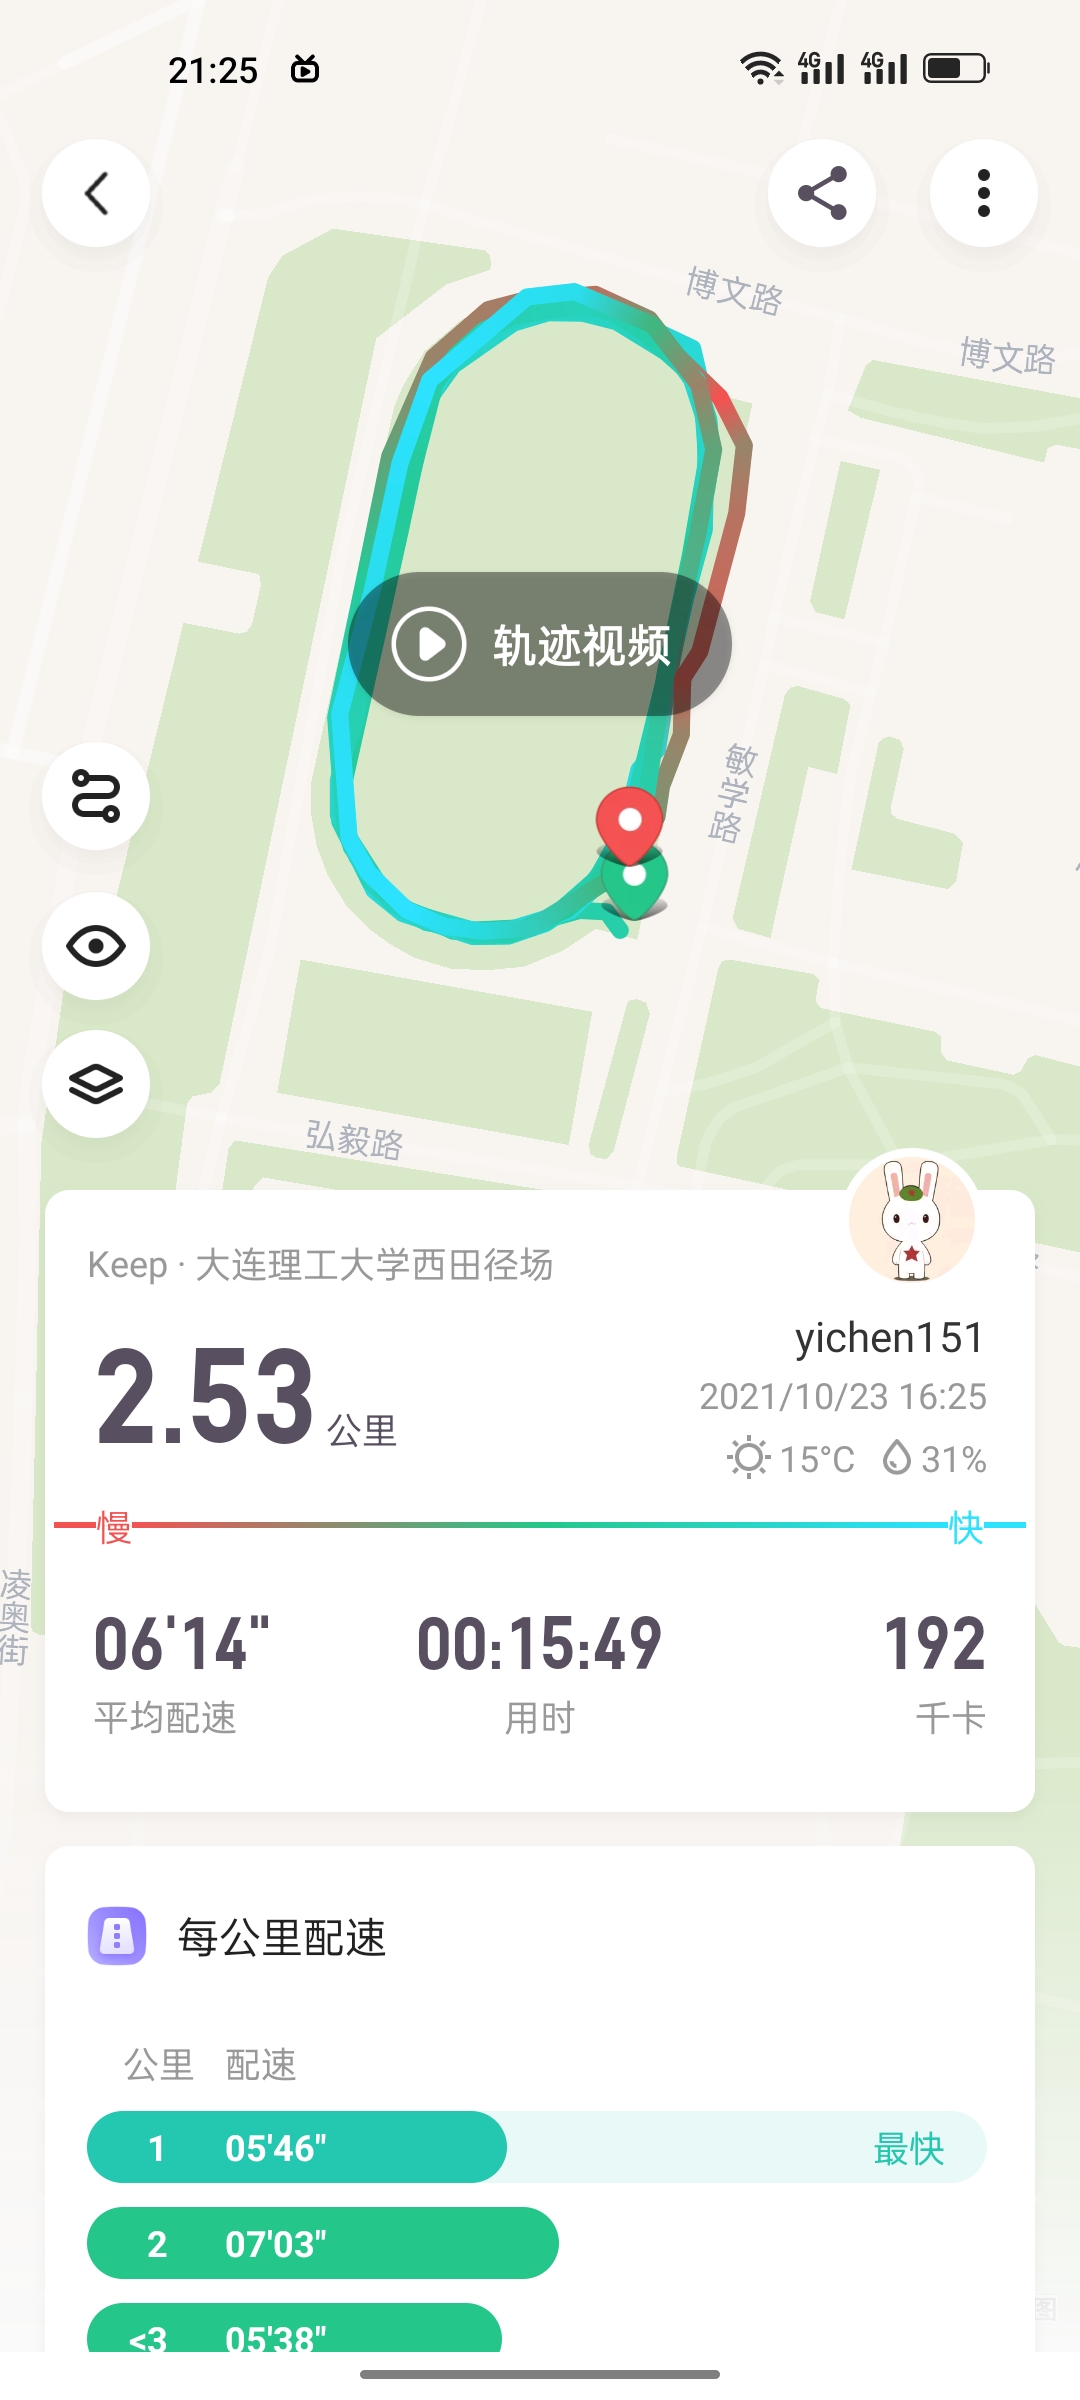 21:25
4G 4G
博文路
博文路
轨迹视频
敏学路
弘毅路
Keep · 大连理工大学西田径场
yichen151
2.53 公里
2021/10/23 16:25
15°C 31%
慢 快
凌奥街
06'14" 00:15:49 192
平均配速 用时 千卡
每公里配速
公里 配速
1 05'46" 最快
2 07'03"
<3 05'38"
图